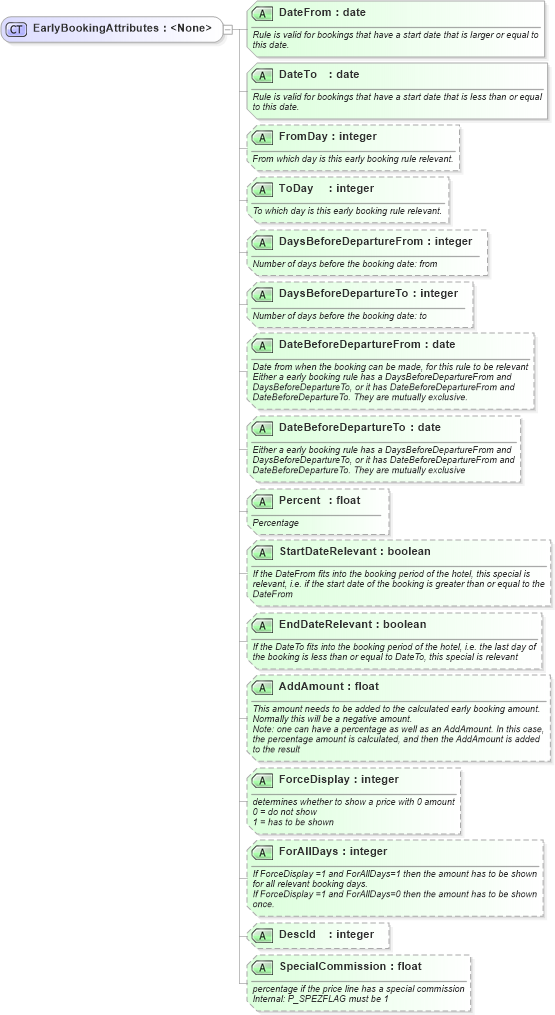 CT EarlyBookingAttributes : <None>
A DateFrom : date
Rule is valid for bookings that have a start date that is larger or equal to
this date.
A DateTo : date
Rule is valid for bookings that have a start date that is less than or equal
to this date.
A FromDay : integer
From which day is this early booking rule relevant.
A ToDay : integer
To which day is this early booking rule relevant.
A DaysBeforeDepartureFrom : integer
Number of days before the booking date: from
A DaysBeforeDepartureTo : integer
Number of days before the booking date: to
A DateBeforeDepartureFrom : date
Date from when the booking can be made, for this rule to be relevant
Either a early booking rule has a DaysBeforeDepartureFrom and
DaysBeforeDepartureTo, or it has DateBeforeDepartureFrom and
DateBeforeDepartureTo. They are mutually exclusive.
A DateBeforeDepartureTo : date
Either a early booking rule has a DaysBeforeDepartureFrom and
DaysBeforeDepartureTo, or it has DateBeforeDepartureFrom and
DateBeforeDepartureTo. They are mutually exclusive
A Percent : float
Percentage
A StartDateRelevant : boolean
If the DateFrom fits into the booking period of the hotel, this special is
relevant, i.e. if the start date of the booking is greater than or equal to the
DateFrom
A EndDateRelevant : boolean
If the DateTo fits into the booking period of the hotel, i.e. the last day of
the booking is less than or equal to DateTo, this special is relevant
A AddAmount : float
This amount needs to be added to the calculated early booking amount.
Normally this will be a negative amount.
Note: one can have a percentage as well as an AddAmount. In this case,
the percentage amount is calculated, and then the AddAmount is added
to the result
A ForceDisplay : integer
determines whether to show a price with 0 amount
0 = do not show
1 = has to be shown
A ForAllDays : integer
If ForceDisplay =1 and ForAllDays=1 then the amount has to be shown
for all relevant booking days.
If ForceDisplay =1 and ForAllDays=0 then the amount has to be shown
once.
A DescId : integer
A SpecialCommission : float
percentage if the price line has a special commission
Internal: P_SPEZFLAG must be 1